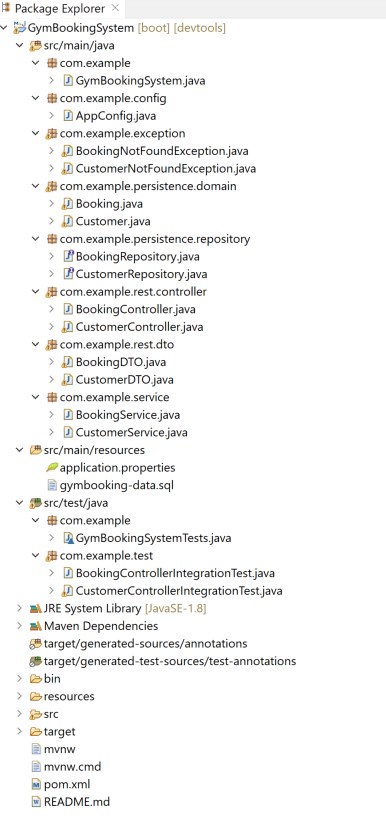 Package Explorer
GymBookingSystem [boot] [devtools]
src/main/java
com.example
GymBookingSystem.java
com.example.config
AppConfig.java
com.example.exception
BookingNotFoundException.java
CustomerNotFoundException.java
com.example.persistence.domain
Booking.java
Customer.java
com.example.persistence.repository
BookingRepository.java
CustomerRepository.java
com.example.rest.controller
BookingController.java
CustomerController.java
com.example.rest.dto
BookingDTO.java
CustomerDTO.java
com.example.service
BookingService.java
CustomerService.java
src/main/resources
application.properties
gymbooking-data.sql
src/test/java
com.example
GymBookingSystemTests.java
com.example.test
BookingControllerIntegrationTest.java
CustomerControllerIntegrationTest.java
JRE System Library [JavaSE-1.8]
Maven Dependencies
target/generated-sources/annotations
target/generated-test-sources/test-annotations
bin
resources
src
target
mvnw
mvnw.cmd
pom.xml
README.md